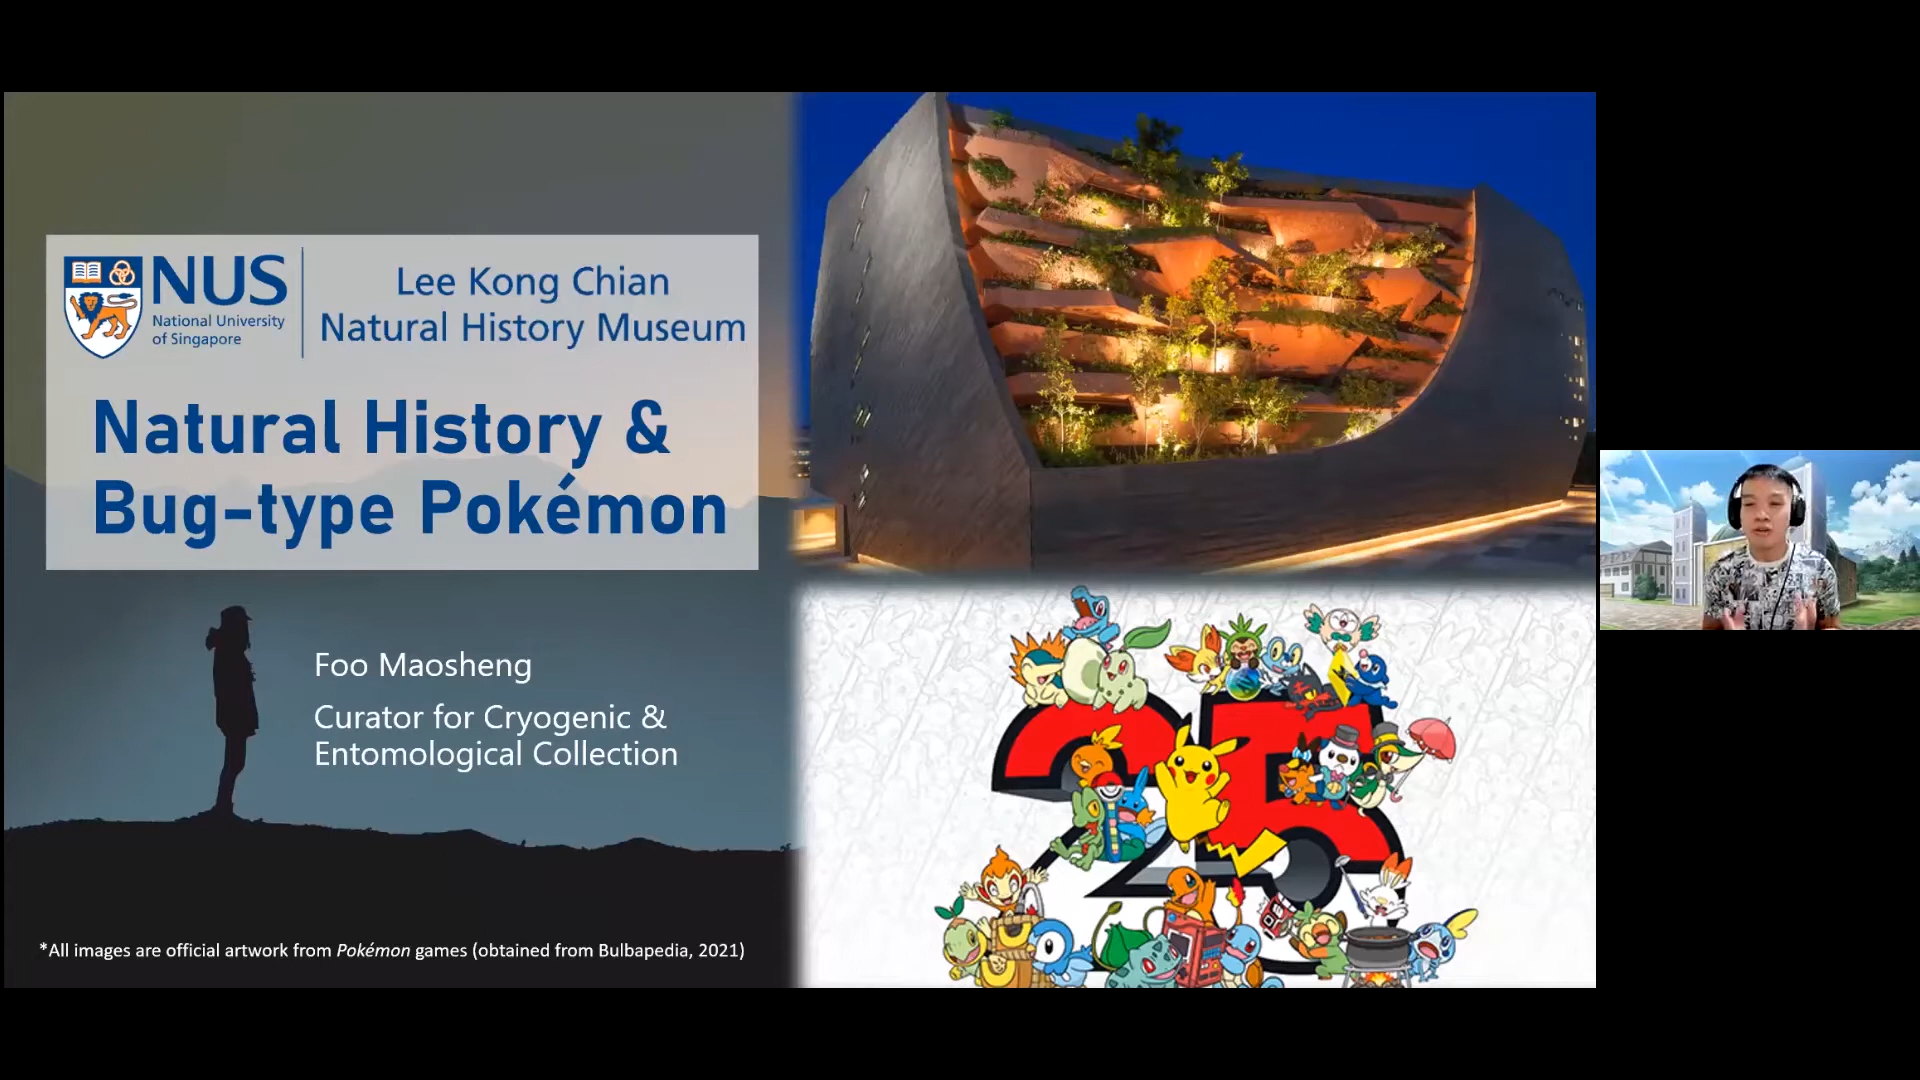 NUS
National University
of Singapore
Lee Kong Chian
Natural History Museum
Natural History &
Bug-type Pokémon
Foo Maosheng
Curator for Cryogenic &
Entomological Collection
*All images are official artwork from Pokémon games (obtained from Bulbapedia, 2021)
25